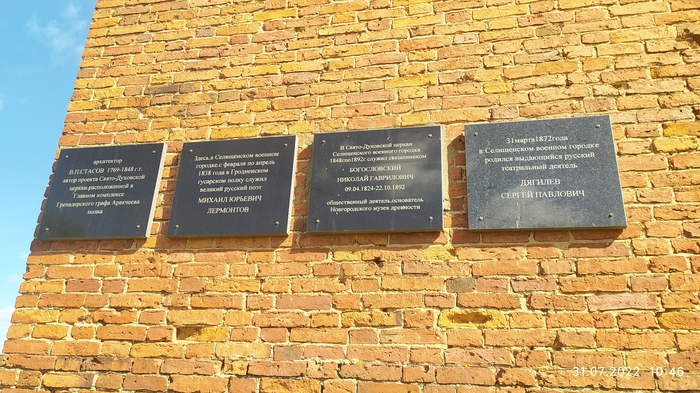 архитектор
В.П.СТАСОВ 1769-1848 г.г.
автор проекта Свято-Духовской
церкви, расположенной в
Главном комплексе
Гренадерского графа Аракчеева
полка
Здесь, в Селищенском военном
городке, с февраля по апрель
1838 года в Гродненском
гусарском полку служил
великий русский поэт
МИХАИЛ ЮРЬЕВИЧ
ЛЕРМОНТОВ
В Свято-Духовской церкви
Селищенского военного городка
1848по1892г служил священником
БОГОСЛОВСКИЙ
НИКОЛАЙ ГАВРИЛОВИЧ
09.04.1824-22.10.1892
общественный деятель,основатель
Новгородского музея древности
31марта1872года
в Селищенском военном городке
родился выдающийся русский
театральный деятель
ДЯГИЛЕВ
СЕРГЕЙ ПАВЛОВИЧ
31.07.2022 10:46